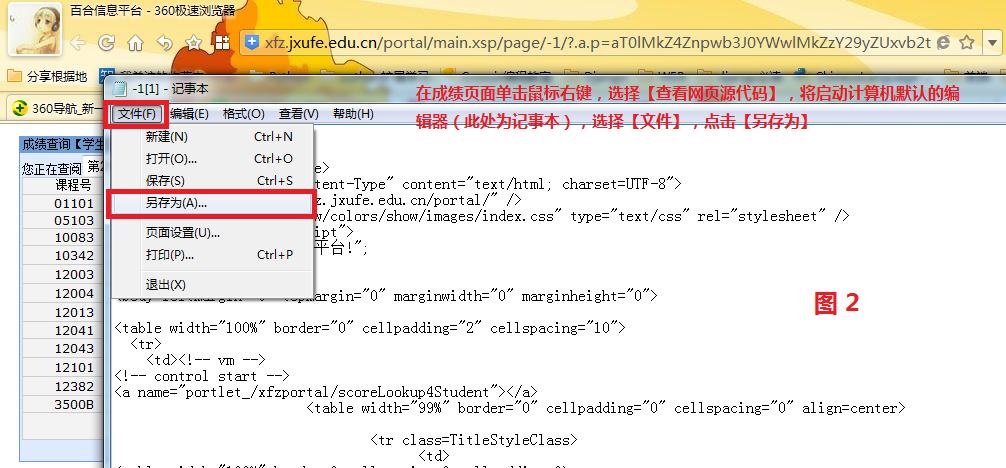 百合信息平台 - 360极速浏览器
xfz.jxufe.edu.cn/portal/main.xsp/page/-1/?.a.p=aT0lMkZ4Znpwb3J0YWwlMkZzY29yZUxvb2t
分享根据地
360导航_新一
-1[1] - 记事本
在成绩页面单击鼠标右键，选择【查看网页源代码】，将启动计算机默认的编
辑器（此处为记事本），选择【文件】，点击【另存为】
文件(F) 编辑(E) 格式(O) 查看(V) 帮助(H)
新建(N) Ctrl+N
打开(O)... Ctrl+O
保存(S) Ctrl+S
另存为(A)...
页面设置(U)...
打印(P)... Ctrl+P
退出(X)
成绩查询【学生
您正在查阅 第2
课程号
01101
05103
10083
10342
12003
12004
12013
12041
12043
12101
12382
3500B
e>
tent-Type" content="text/html; charset=UTF-8">
z.jxufe.edu.cn/portal/" />
w/colors/show/images/index.css" type="text/css" rel="stylesheet" />
ript">
平台!";
margin="0" marginwidth="0" marginheight="0">
图 2
<table width="100%" border="0" cellpadding="2" cellspacing="10">
<tr>
<td><!-- vm -->
<!-- control start -->
<a name="portlet_/xfzportal/scoreLookup4Student"></a>
<table width="99%" border="0" cellpadding="0" cellspacing="0" align=center>
<tr class=TitleStyleClass>
<td>